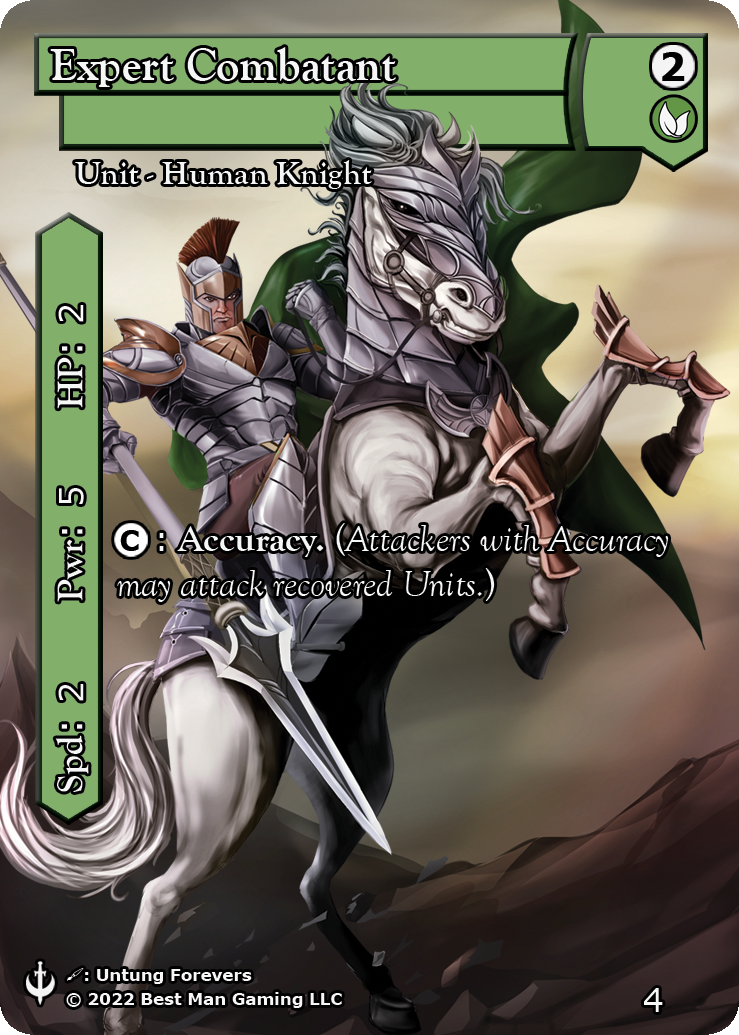 Expert Combatant
2
Unit - Human Knight
HP: 2
Pwr: 5
Spd: 2
C : Accuracy. (Attackers with Accuracy
may attack recovered Units.)
: Untung Forevers
© 2022 Best Man Gaming LLC
4